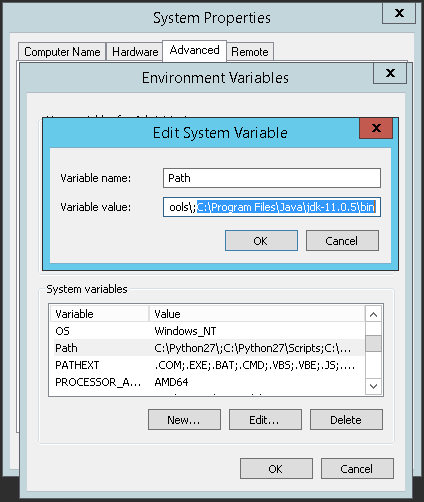 System Properties
x
Computer Name Hardware Advanced Remote
Environment Variables
x
Edit System Variable
x
Variable name: Path
Variable value: ools\;C:\Program Files\Java\jdk-11.0.5\bin
OK Cancel
System variables
Variable Value
OS Windows_NT
Path C:\Python27\;C:\Python27\Scripts;C:\...
PATHEXT .COM;.EXE;.BAT;.CMD;.VBS;.VBE;.JS;....
PROCESSOR_A... AMD64
New... Edit... Delete
OK Cancel